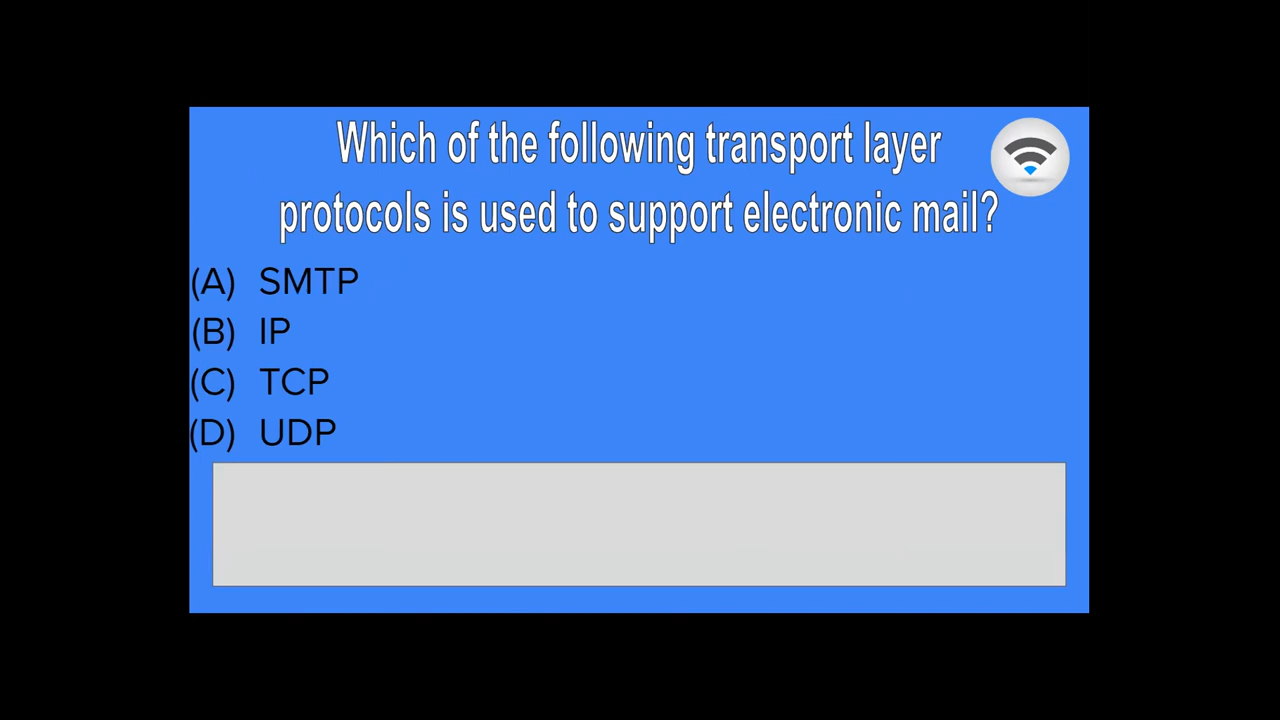 Which of the following transport layer
protocols is used to support electronic mail?
(A) SMTP
(B) IP
(C) TCP
(D) UDP